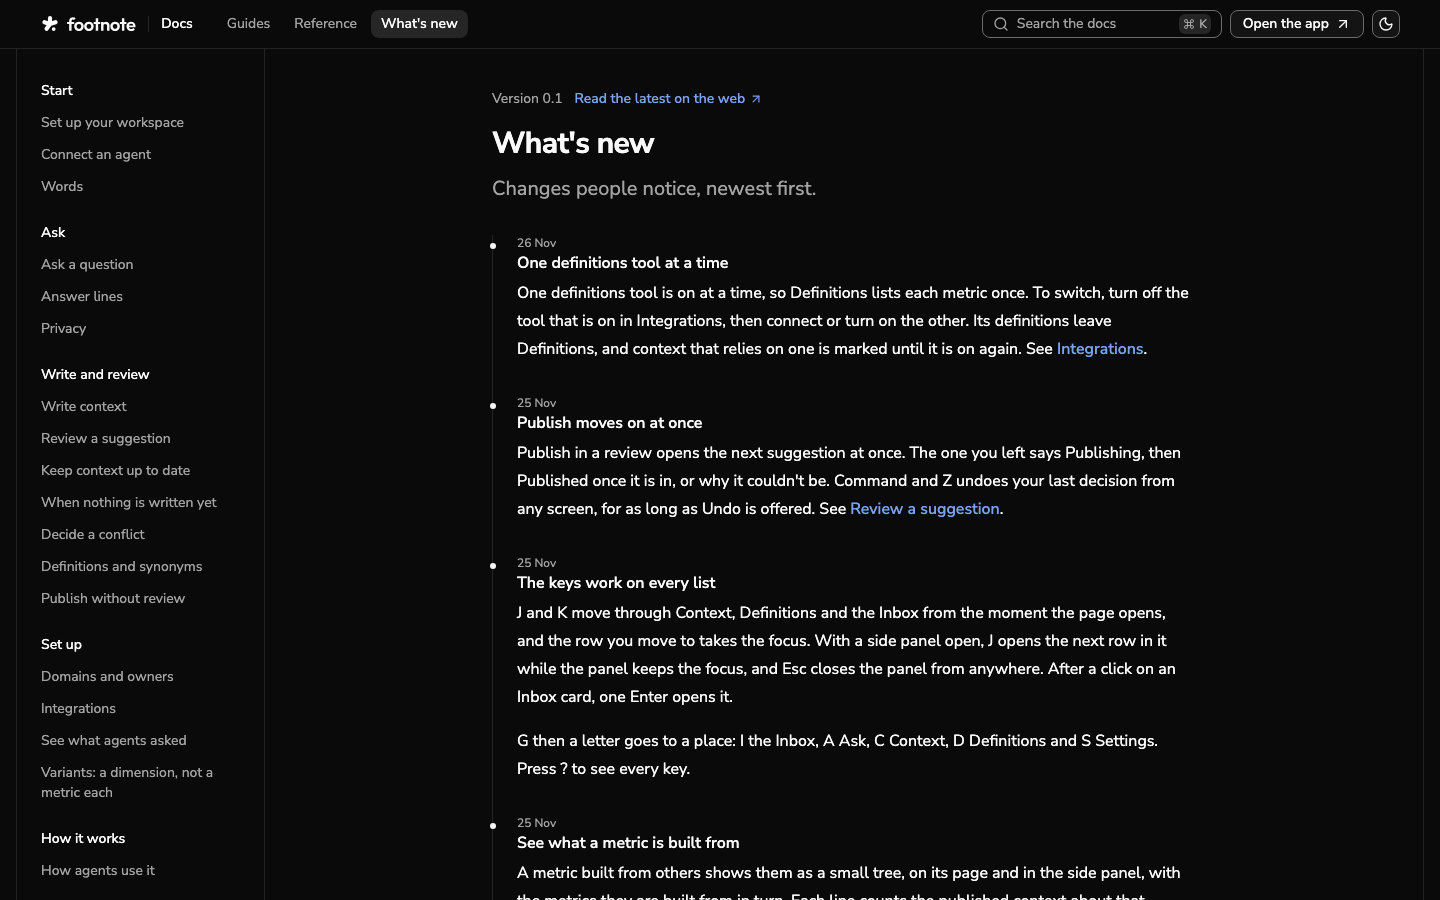 footnote
Docs
Guides
Reference
What's new
Search the docs
⌘ K
Open the app
Start
Set up your workspace
Connect an agent
Words
Ask
Ask a question
Answer lines
Privacy
Write and review
Write context
Review a suggestion
Keep context up to date
When nothing is written yet
Decide a conflict
Definitions and synonyms
Publish without review
Set up
Domains and owners
Integrations
See what agents asked
Variants: a dimension, not a
metric each
How it works
How agents use it
Version 0.1 Read the latest on the web
What's new
Changes people notice, newest first.
26 Nov
One definitions tool at a time
One definitions tool is on at a time, so Definitions lists each metric once. To switch, turn off the
tool that is on in Integrations, then connect or turn on the other. Its definitions leave
Definitions, and context that relies on one is marked until it is on again. See Integrations.
25 Nov
Publish moves on at once
Publish in a review opens the next suggestion at once. The one you left says Publishing, then
Published once it is in, or why it couldn't be. Command and Z undoes your last decision from
any screen, for as long as Undo is offered. See Review a suggestion.
25 Nov
The keys work on every list
J and K move through Context, Definitions and the Inbox from the moment the page opens,
and the row you move to takes the focus. With a side panel open, J opens the next row in it
while the panel keeps the focus, and Esc closes the panel from anywhere. After a click on an
Inbox card, one Enter opens it.
G then a letter goes to a place: I the Inbox, A Ask, C Context, D Definitions and S Settings.
Press ? to see every key.
25 Nov
See what a metric is built from
A metric built from others shows them as a small tree, on its page and in the side panel, with
the metrics they are built from in turn. Each line counts the published context about that